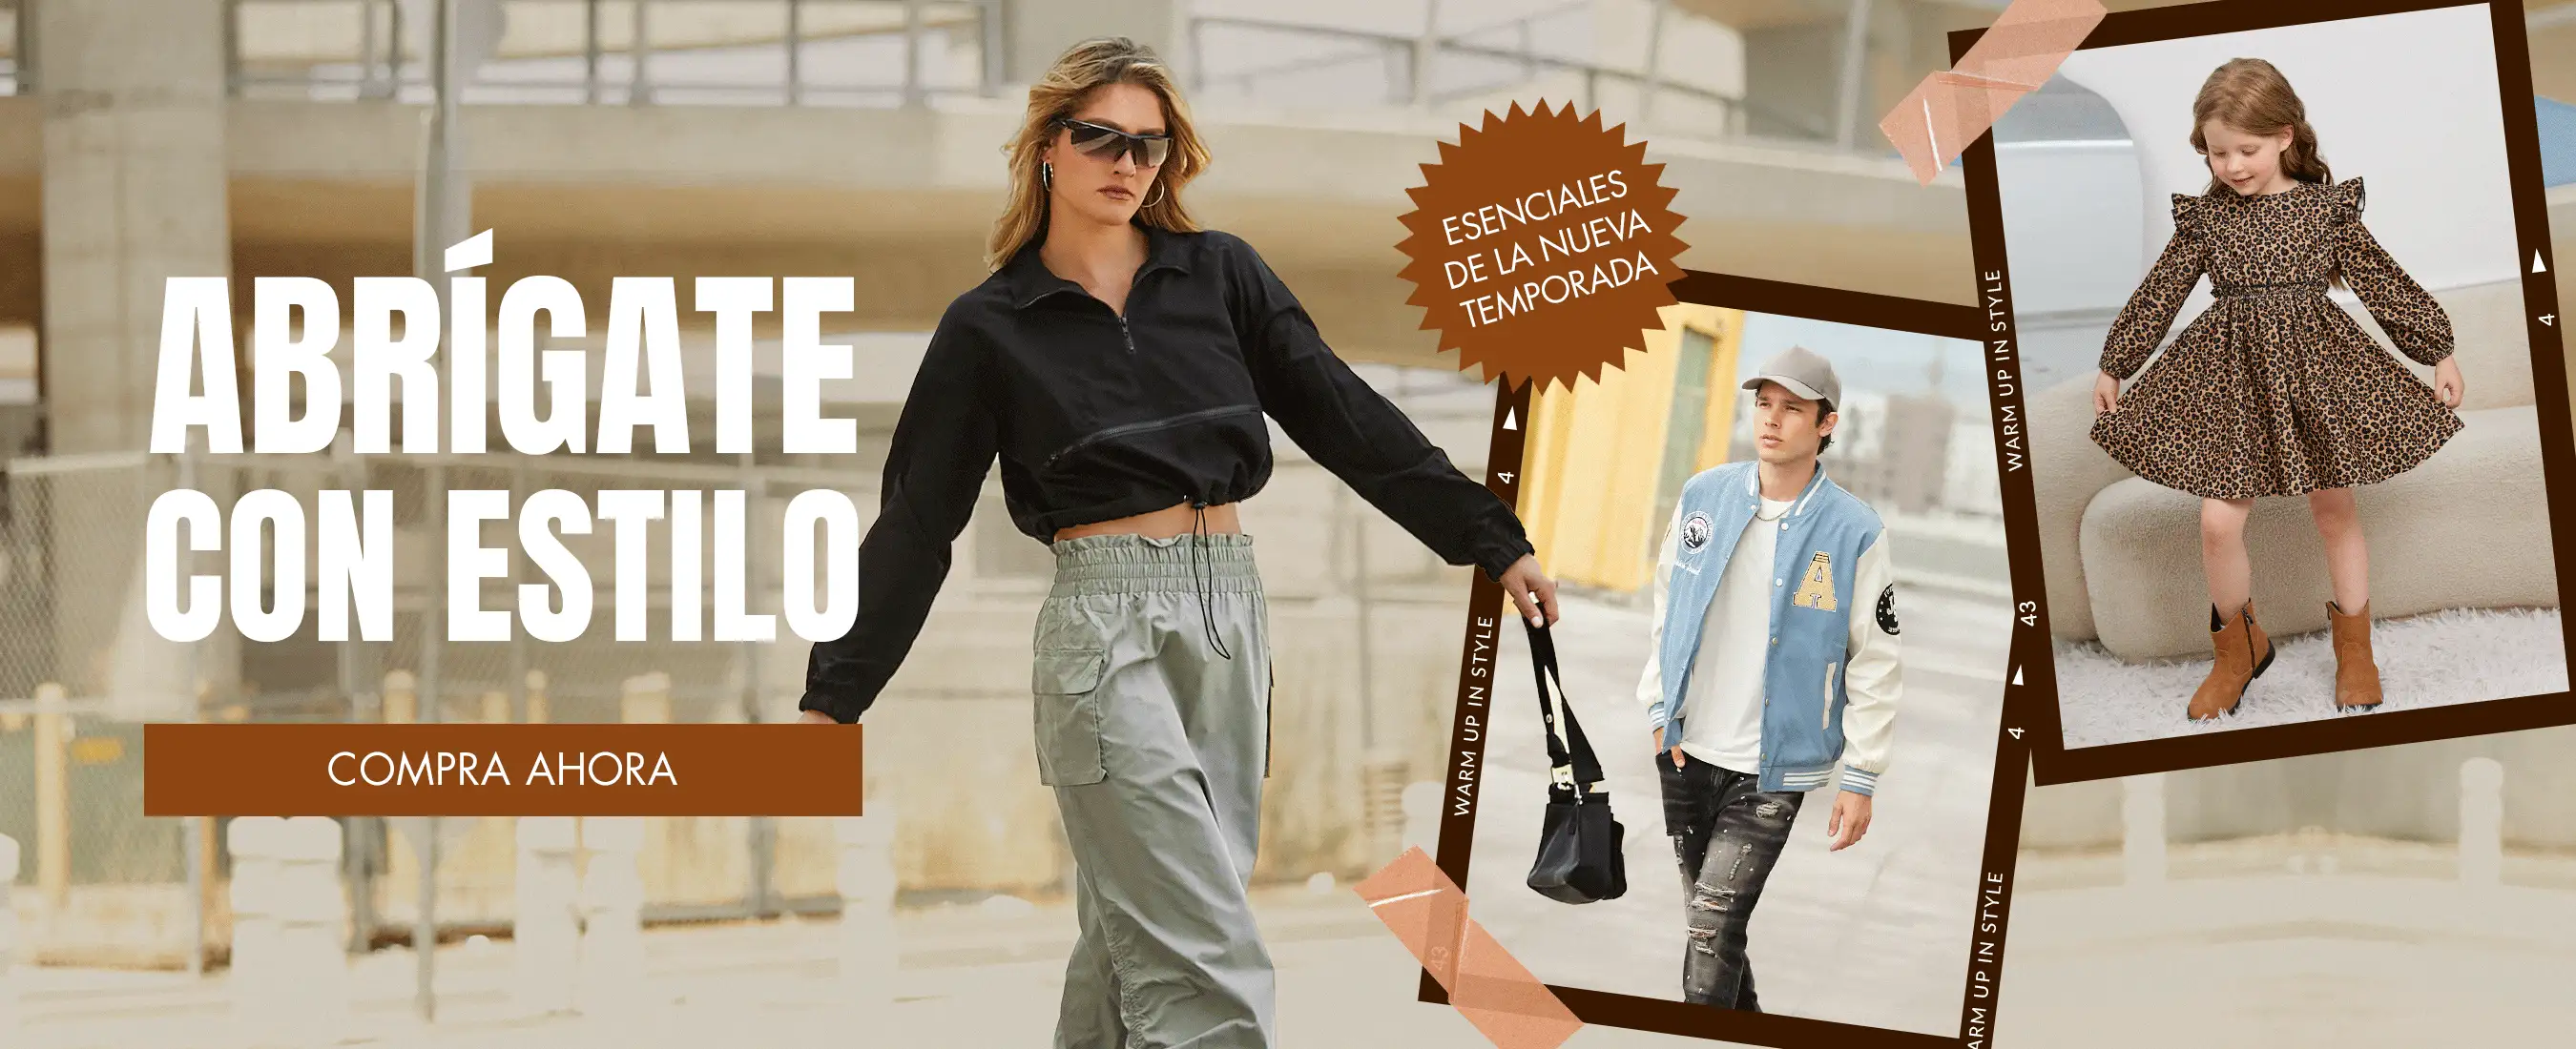 ABRÍGATE
CON ESTILO
COMPRA AHORA
ESENCIALES
DE LA NUEVA
TEMPORADA
4
WARM UP IN STYLE
43
A
4
WARM UP IN STYLE
WARM UP IN STYLE
43
4